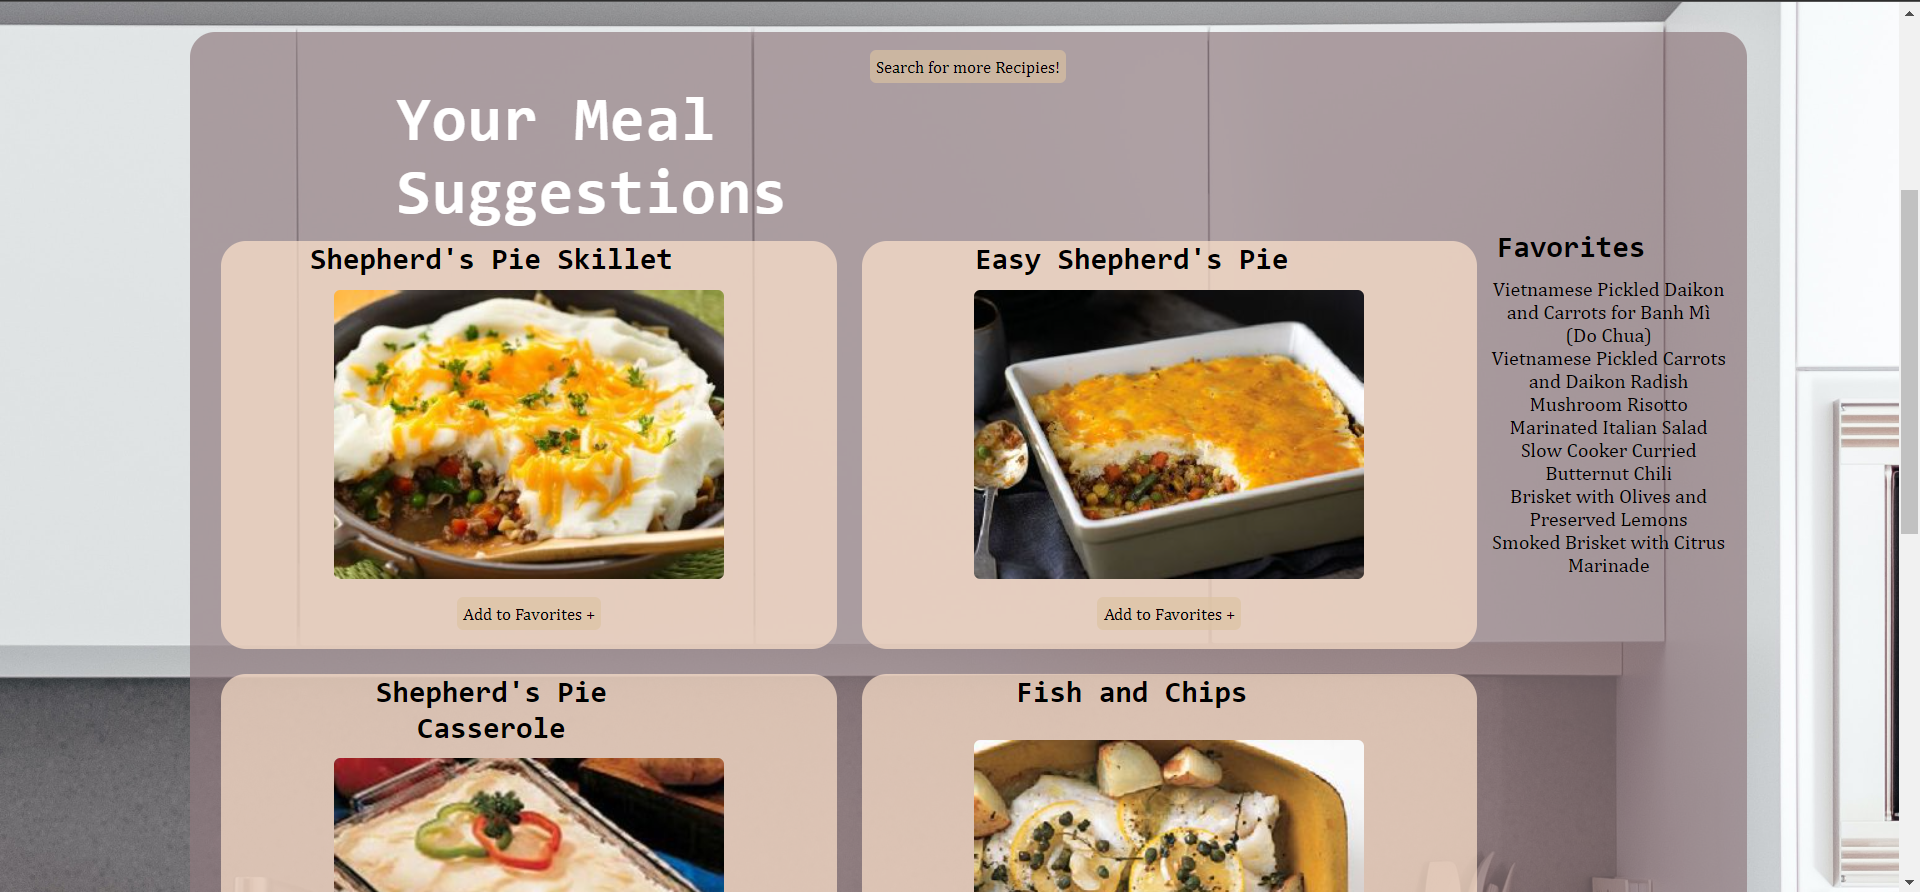 Search for more Recipies!
Your Meal
Suggestions
Shepherd's Pie Skillet
Add to Favorites +
Easy Shepherd's Pie
Add to Favorites +
Shepherd's Pie
Casserole
Fish and Chips
Favorites
Vietnamese Pickled Daikon
and Carrots for Banh Mì
(Do Chua)
Vietnamese Pickled Carrots
and Daikon Radish
Mushroom Risotto
Marinated Italian Salad
Slow Cooker Curried
Butternut Chili
Brisket with Olives and
Preserved Lemons
Smoked Brisket with Citrus
Marinade